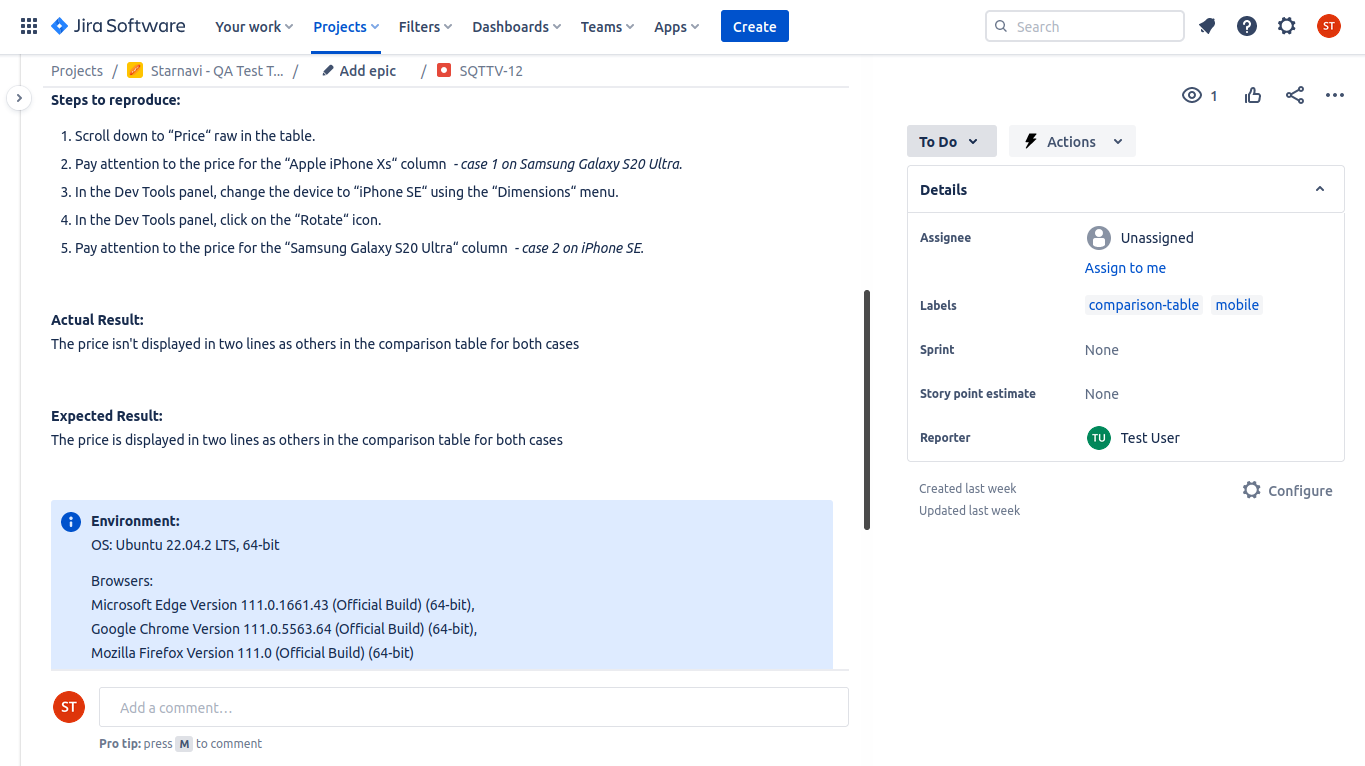 Jira Software Your work Projects Filters Dashboards Teams Apps Create Search ST
Projects / Starnavi - QA Test T... / Add epic / SQTTV-12
Steps to reproduce:
1. Scroll down to “Price“ raw in the table.
2. Pay attention to the price for the “Apple iPhone Xs“ column - case 1 on Samsung Galaxy S20 Ultra.
3. In the Dev Tools panel, change the device to “iPhone SE“ using the “Dimensions“ menu.
4. In the Dev Tools panel, click on the “Rotate“ icon.
5. Pay attention to the price for the “Samsung Galaxy S20 Ultra“ column - case 2 on iPhone SE.
Actual Result:
The price isn't displayed in two lines as others in the comparison table for both cases
Expected Result:
The price is displayed in two lines as others in the comparison table for both cases
Environment:
OS: Ubuntu 22.04.2 LTS, 64-bit
Browsers:
Microsoft Edge Version 111.0.1661.43 (Official Build) (64-bit),
Google Chrome Version 111.0.5563.64 (Official Build) (64-bit),
Mozilla Firefox Version 111.0 (Official Build) (64-bit)
ST Add a comment…
Pro tip: press M to comment
1
To Do Actions
Details
Assignee Unassigned
Assign to me
Labels comparison-table mobile
Sprint None
Story point estimate None
Reporter TU Test User
Created last week Configure
Updated last week